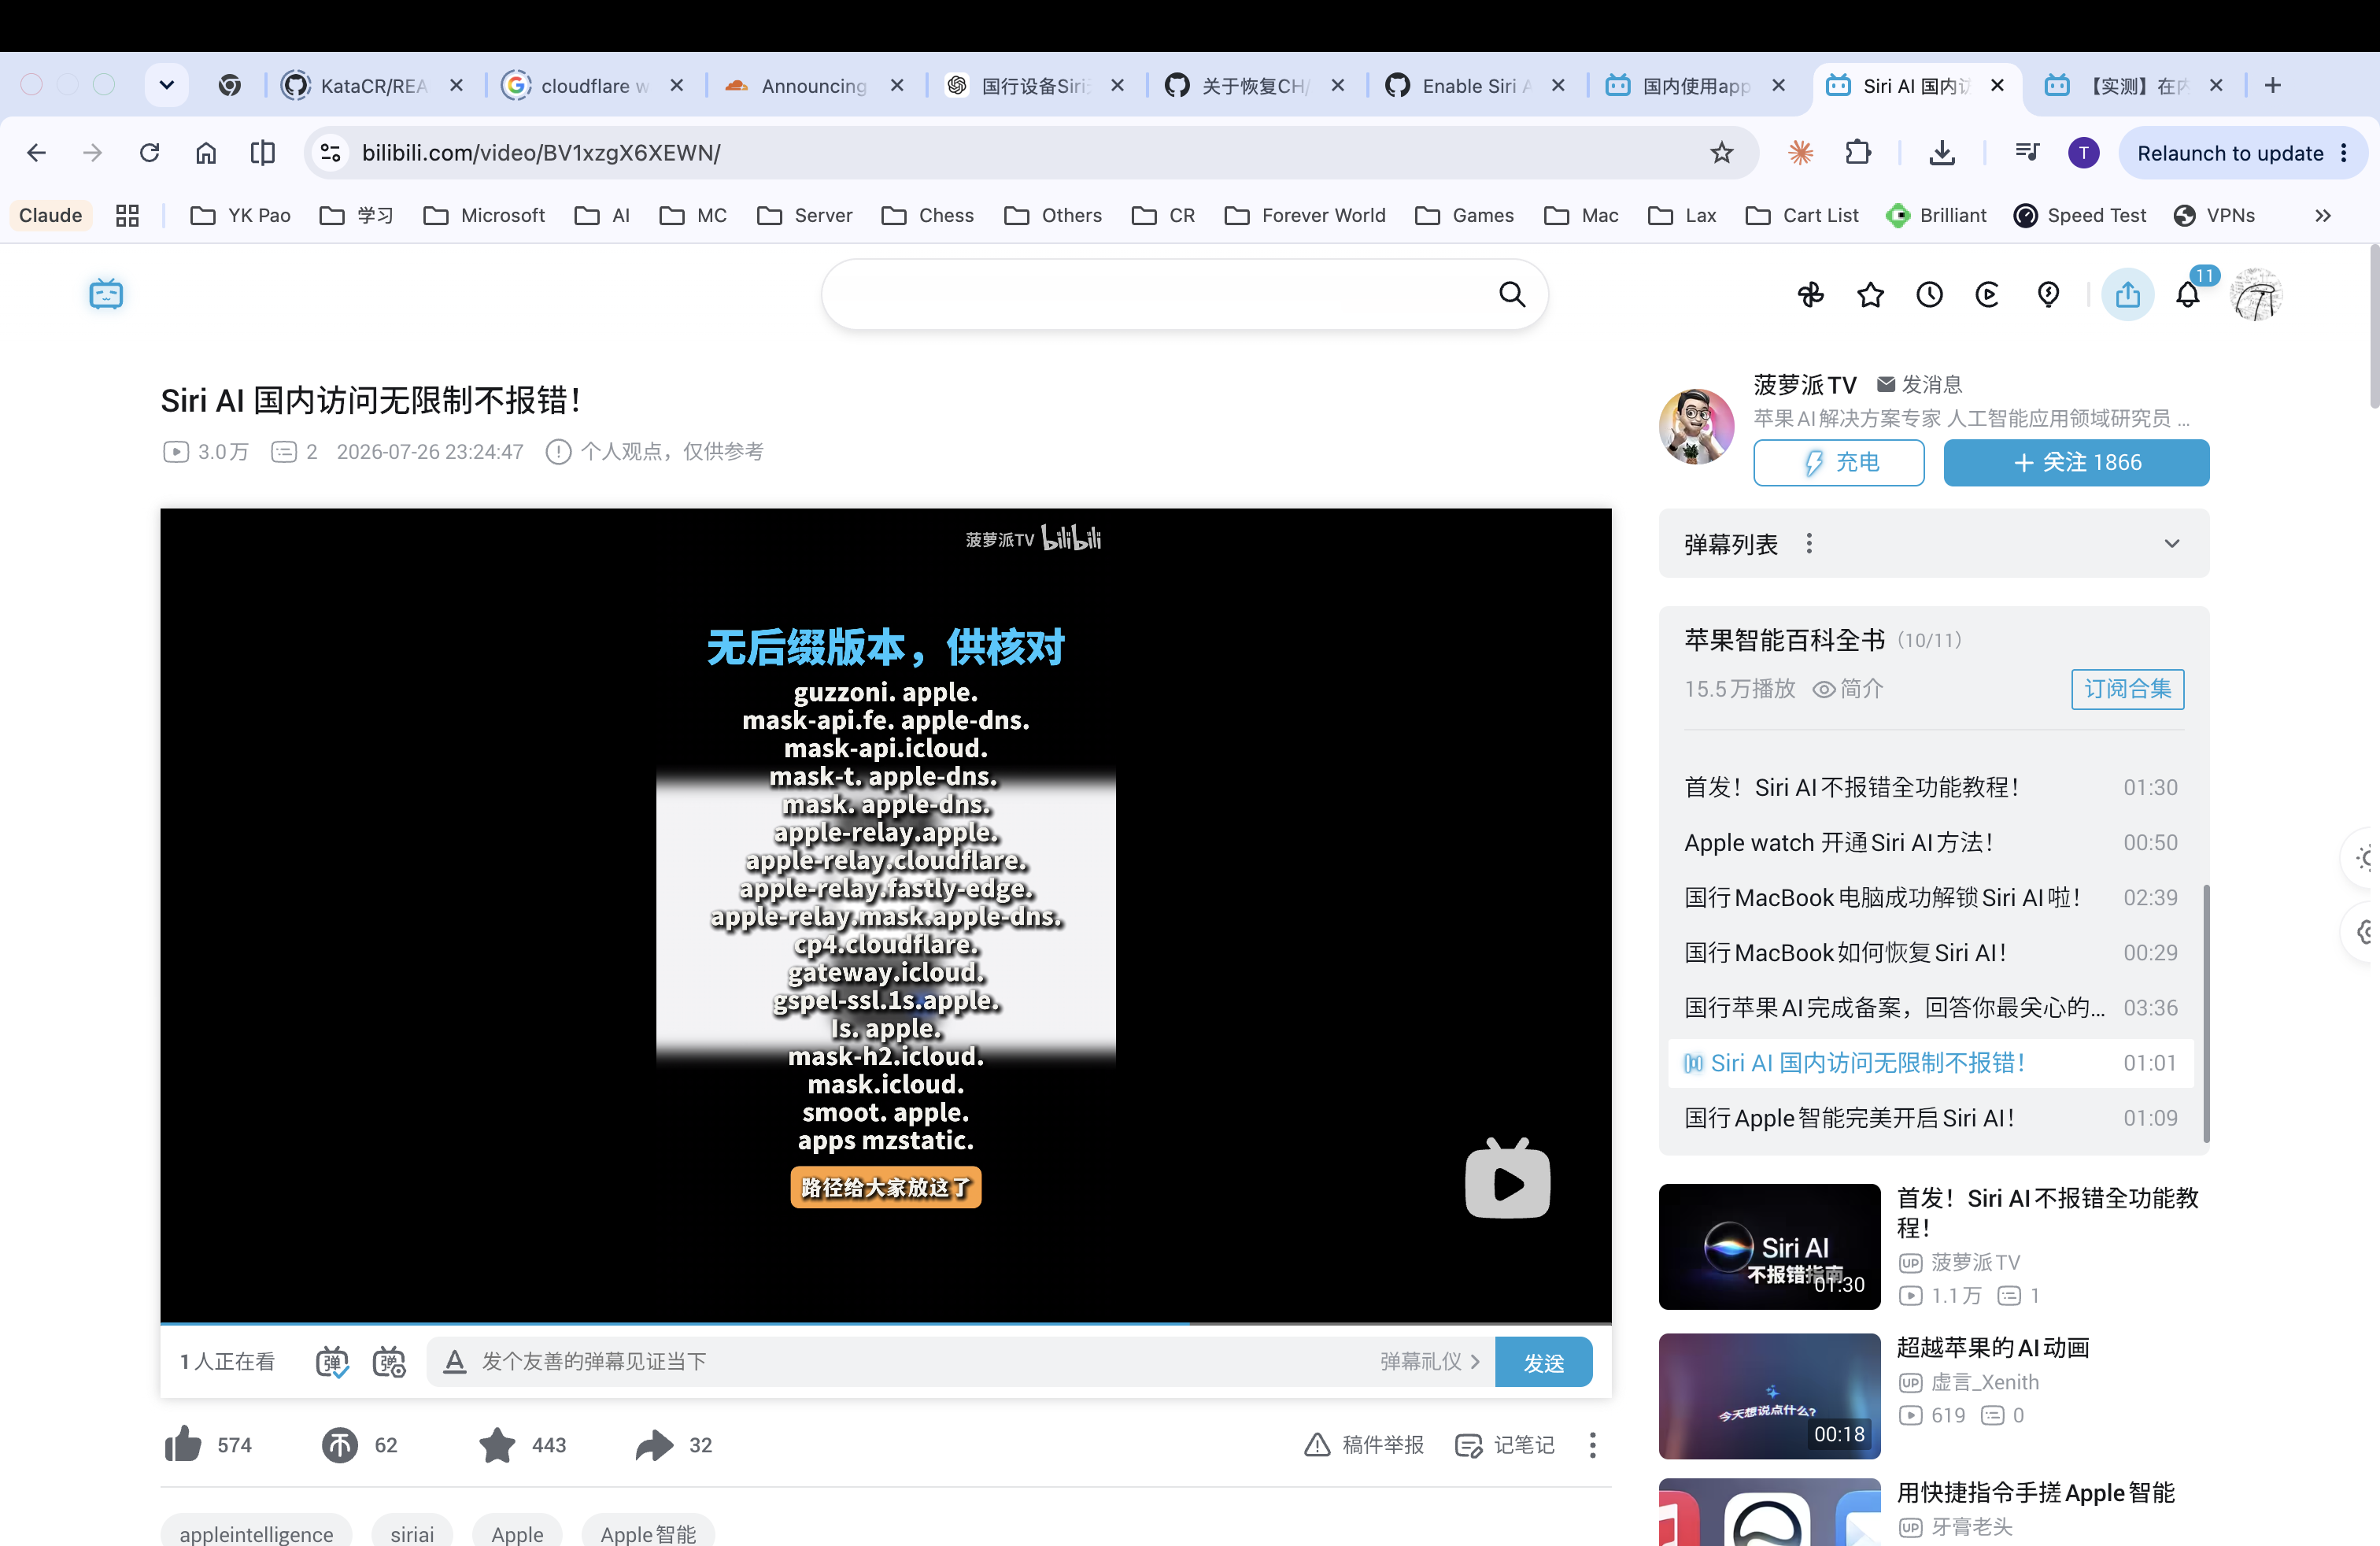 KataCR/REA
cloudflare w
Announcing
国行设备Siri
关于恢复CH/
Enable Siri A
国内使用app
Siri AI 国内
【实测】在
bilibili.com/video/BV1xzgX6XEWN/
T
Relaunch to update
Claude
YK Pao
学习
Microsoft
AI
MC
Server
Chess
Others
CR
Forever World
Games
Mac
Lax
Cart List
Brilliant
Speed Test
VPNs
11
Siri AI 国内访问无限制不报错！
3.0万 2 2026-07-26 23:24:47 个人观点，仅供参考
菠萝派TV bilibili
无后缀版本，供核对
guzzoni. apple.
mask-api.fe. apple-dns.
mask-api.icloud.
mask-t. apple-dns.
mask. apple-dns.
apple-relay.apple.
apple-relay.cloudflare.
apple-relay.fastly-edge.
apple-relay.mask.apple-dns.
cp4.cloudflare.
gateway.icloud.
gspel-ssl.1s.apple.
ls. apple.
mask-h2.icloud.
mask.icloud.
smoot. apple.
apps mzstatic.
路径给大家放这了
1人正在看
弹
弹
A 发个友善的弹幕见证当下
弹幕礼仪
发送
574
62
443
32
稿件举报
记笔记
appleintelligence
siriai
Apple
Apple智能
菠萝派TV 发消息
苹果AI解决方案专家 人工智能应用领域研究员 ...
充电
+ 关注 1866
弹幕列表
苹果智能百科全书 （10/11）
15.5万播放 简介
订阅合集
首发！Siri AI不报错全功能教程！ 01:30
Apple watch 开通Siri AI方法！ 00:50
国行MacBook电脑成功解锁Siri AI啦！ 02:39
国行MacBook如何恢复Siri AI！ 00:29
国行苹果AI完成备案，回答你最关心的... 03:36
Siri AI 国内访问无限制不报错！ 01:01
国行Apple智能完美开启Siri AI！ 01:09
Siri AI
不报错指南
01:30
首发！Siri AI不报错全功能教
程！
UP 菠萝派TV
1.1万 1
今天想说点什么?
00:18
超越苹果的AI动画
UP 虚言_Xenith
619 0
用快捷指令手搓Apple智能
UP 牙膏老头